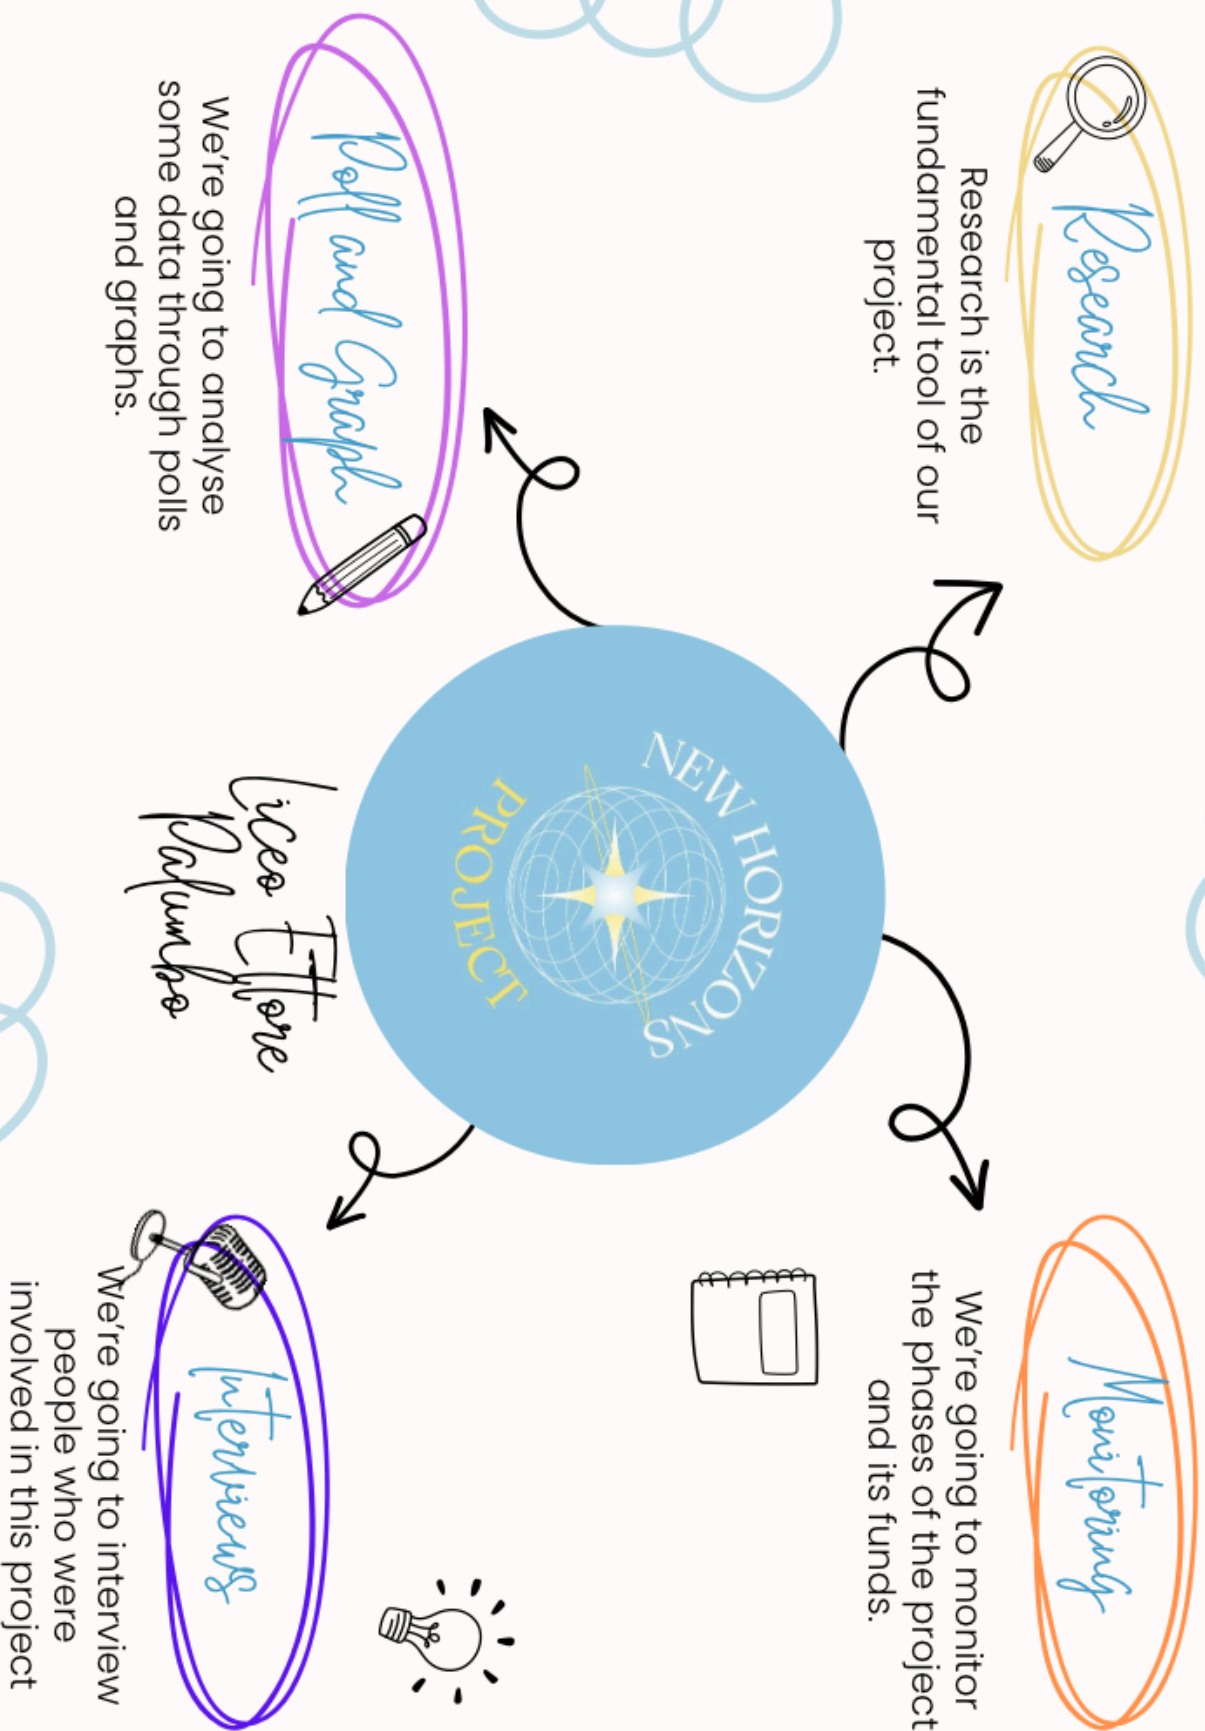 Research
Research is the
fundamental tool of our
project.
Monitoring
We're going to monitor
the phases of the project
and its funds.
NEW HORIZONS
PROJECT
Liceo Ettore
Palumbo
Poll and Graph
We're going to analyse
some data through polls
and graphs.
Interviews
We're going to interview
people who were
involved in this project